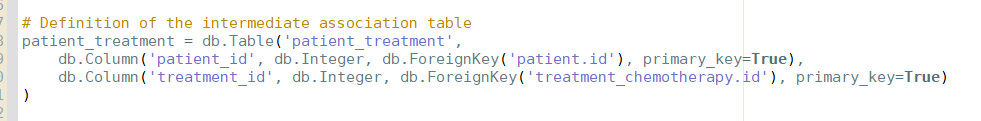 # Definition of the intermediate association table
patient_treatment = db.Table('patient_treatment',
    db.Column('patient_id', db.Integer, db.ForeignKey('patient.id'), primary_key=True),
    db.Column('treatment_id', db.Integer, db.ForeignKey('treatment_chemotherapy.id'), primary_key=True)
)